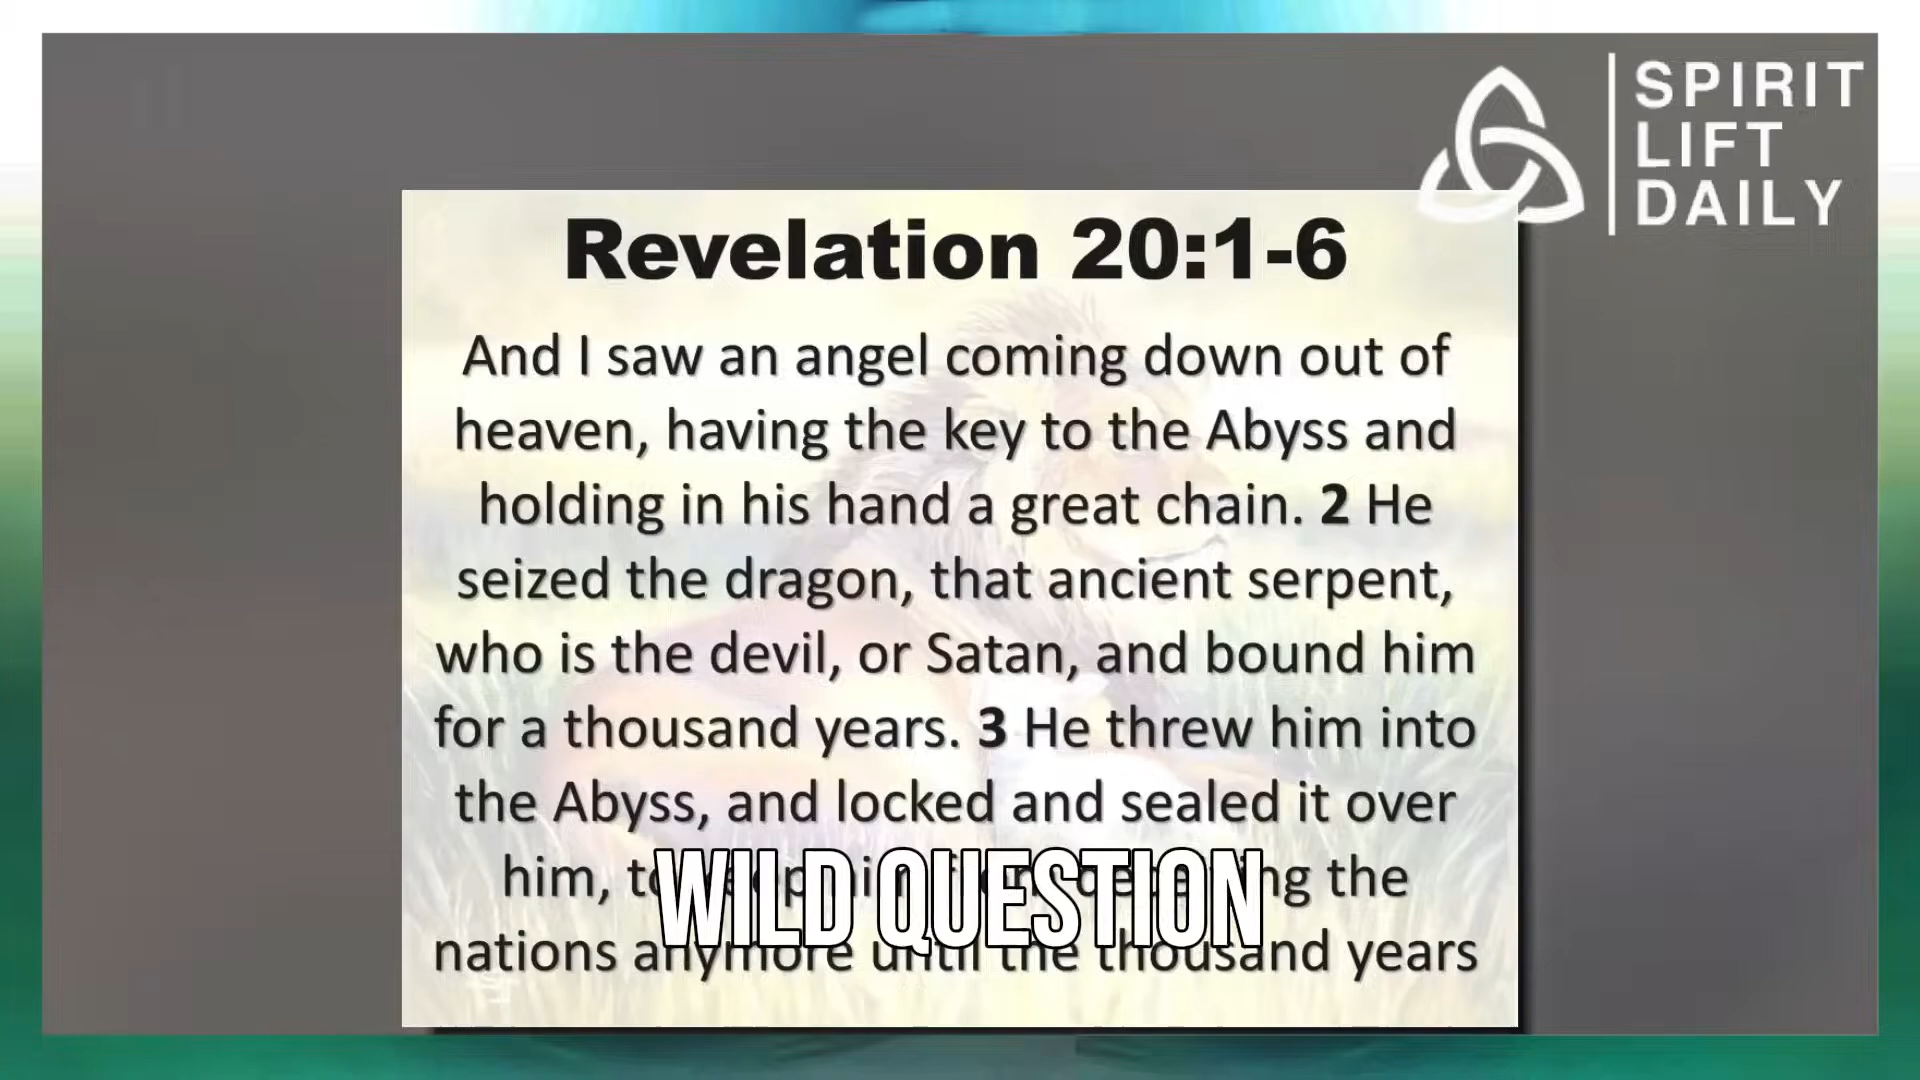 SPIRIT
LIFT
DAILY
Revelation 20:1-6
And I saw an angel coming down out of
heaven, having the key to the Abyss and
holding in his hand a great chain. 2 He
seized the dragon, that ancient serpent,
who is the devil, or Satan, and bound him
for a thousand years. 3 He threw him into
the Abyss, and locked and sealed it over
him, the
WILD QUESTION
nations anymore until the thousand years